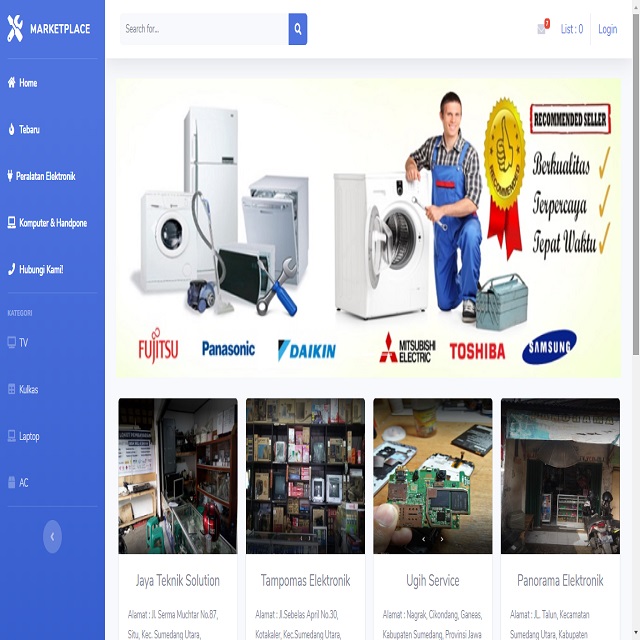 MARKETPLACE
Search for...
7
List : 0
Login
Home
Tebaru
Peralatan Elektronik
Komputer & Handpone
Hubungi Kami!
KATEGORI
TV
Kulkas
Laptop
AC
RECOMMENDED SELLER
RECOMMENDED
Berkualitas
Terpercaya
Tepat Waktu
FUJITSU
Panasonic
DAIKIN
MITSUBISHI
ELECTRIC
TOSHIBA
SAMSUNG
Jaya Teknik Solution
Alamat : Jl. Serma Muchtar No.87,
Situ, Kec. Sumedang Utara,
Tampomas Elektronik
Alamat : Jl.Sebelas April No.30,
Kotakaler, Kec.Sumedang Utara,
Ugih Service
Alamat : Nagrak, Cikondang, Ganeas,
Kabupaten Sumedang, Provinsi Jawa
Panorama Elektronik
Alamat : JL. Talun, Kecamatan
Sumedang Utara, Kabupaten